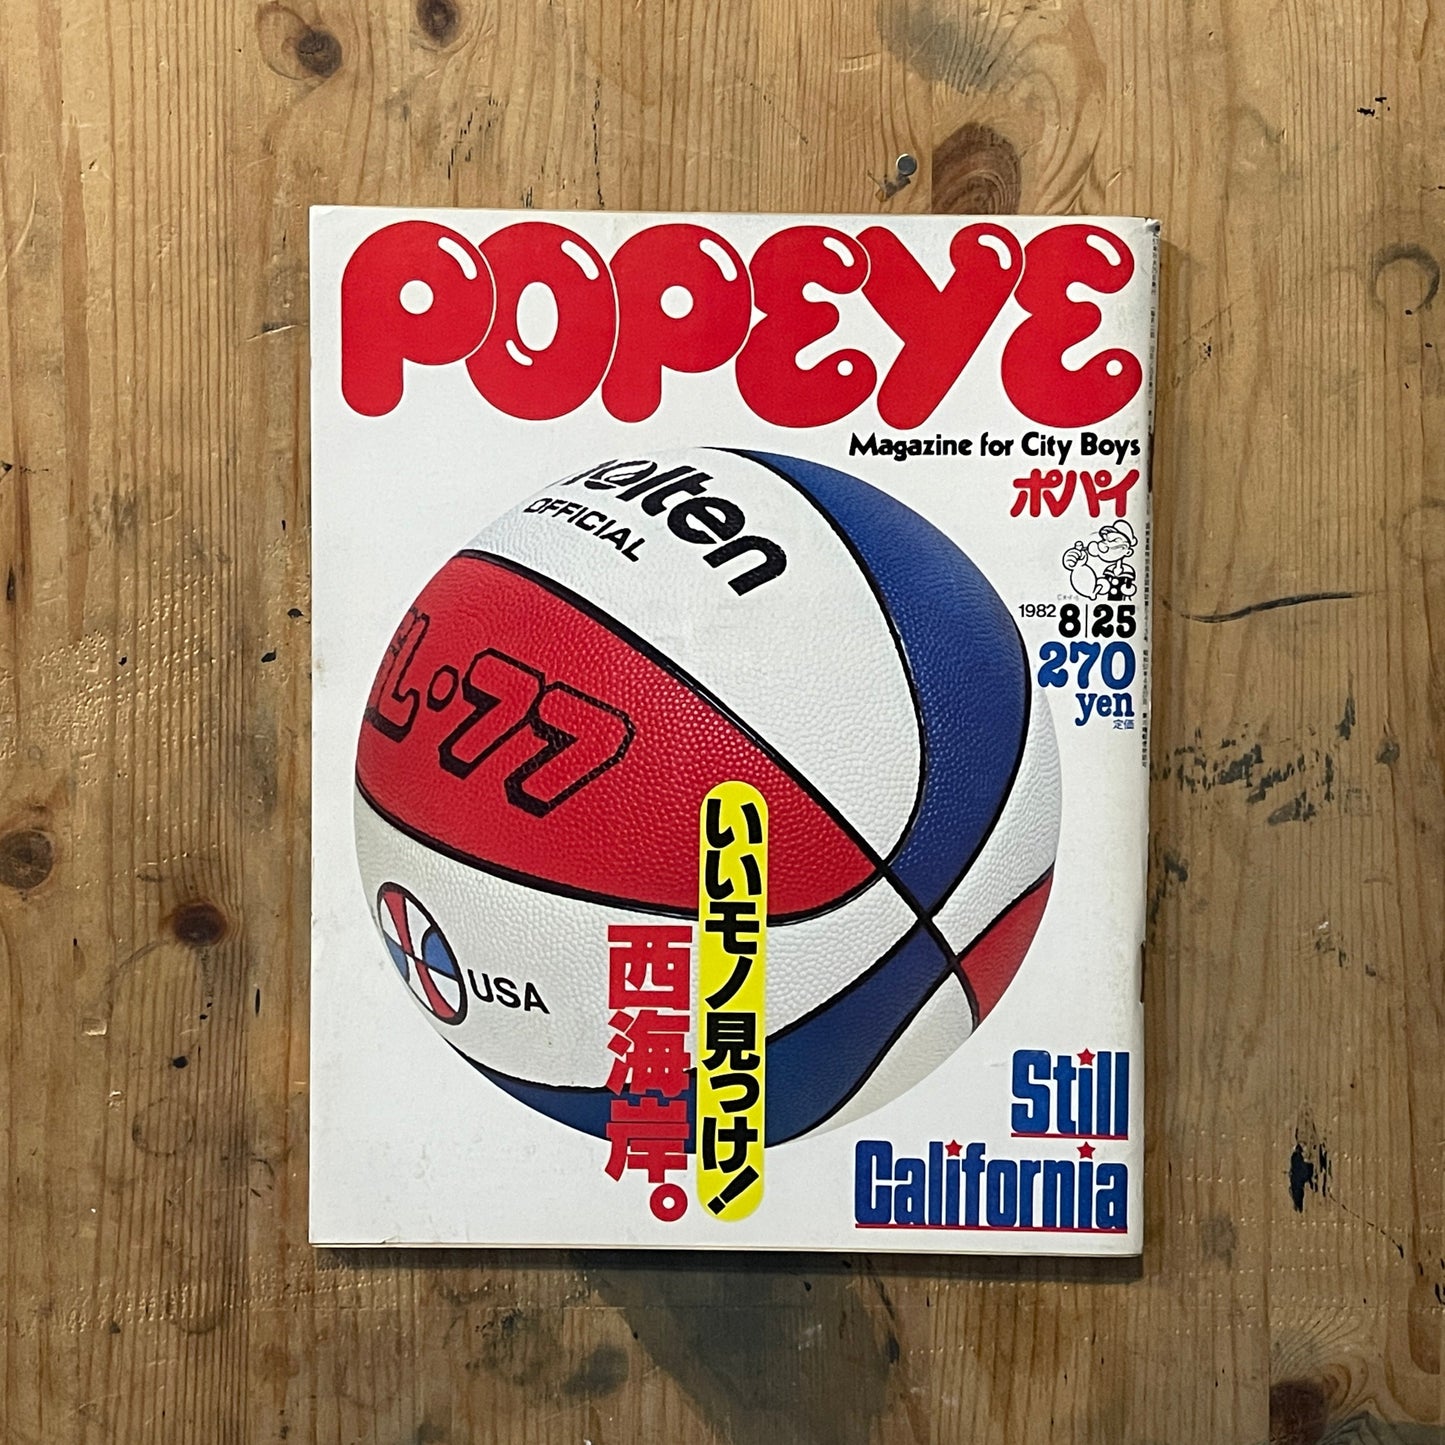 POPEYE
Magazine for City Boys
ポパイ
1982 8|25
270
yen
定価
molten
OFFICIAL
L·77
USA
いいモノ見つけ!
西海岸。
Still
California